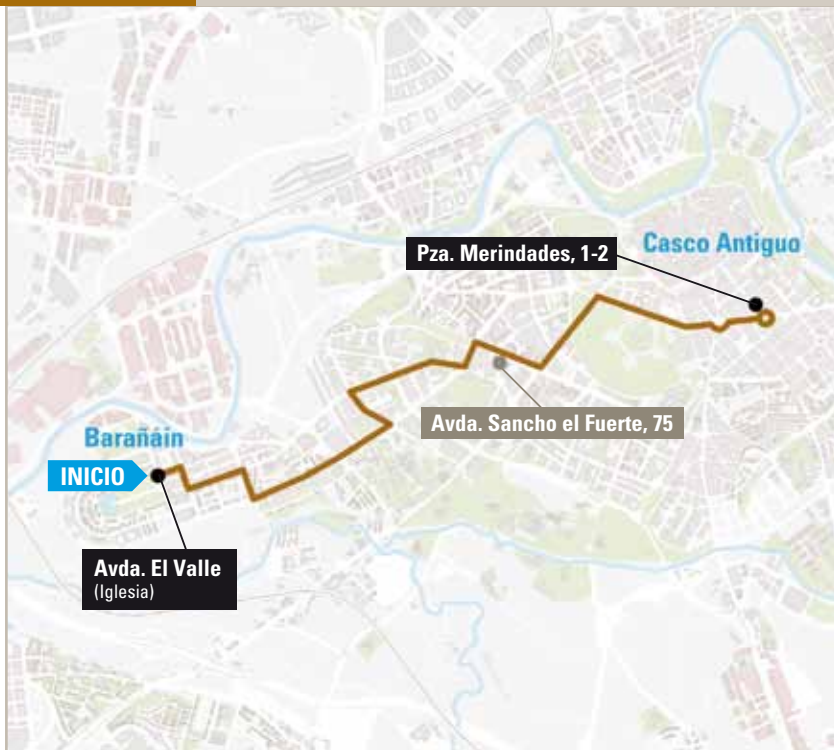 Casco Antiguo
Pza. Merindades, 1-2
Avda. Sancho el Fuerte, 75
Barañáin
INICIO
Avda. El Valle
(Iglesia)